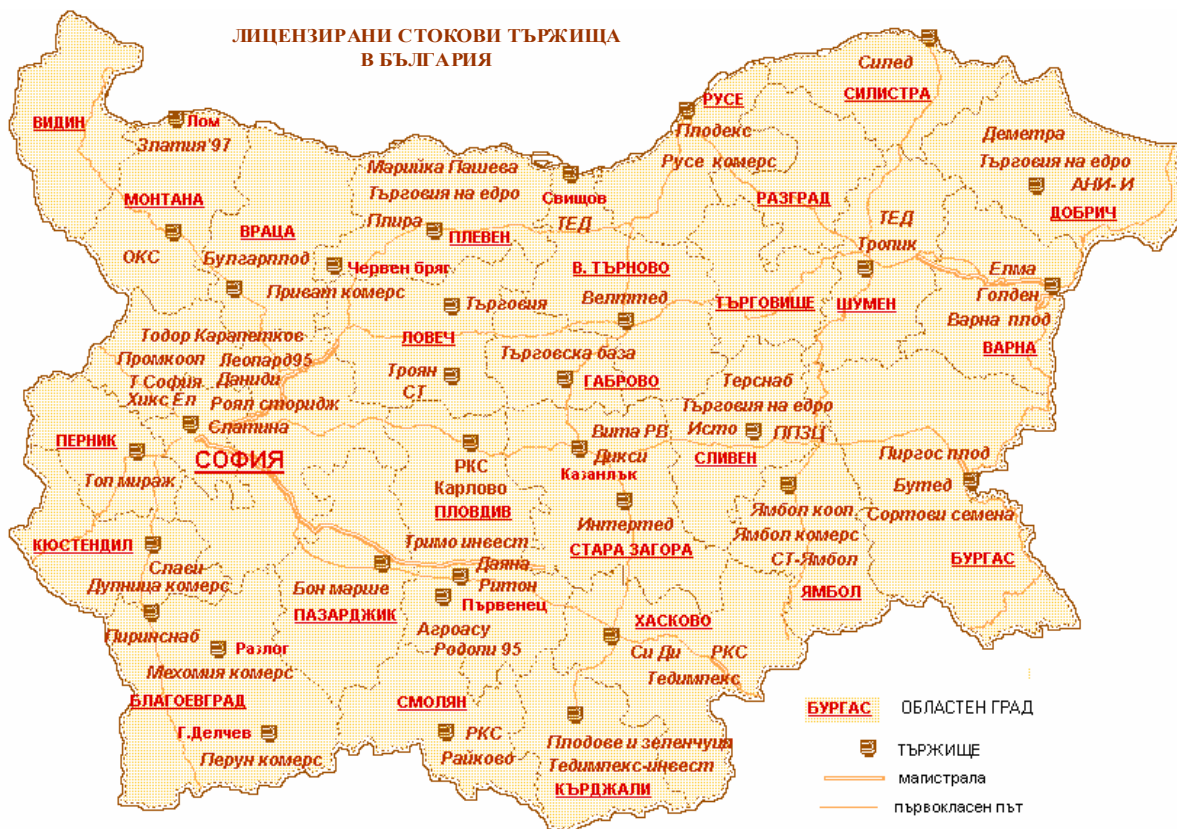 ЛИЦЕНЗИРАНИ СТОКОВИ ТЪРЖИЩА
В БЪЛГАРИЯ
Сипед
СИЛИСТРА
РУСЕ
Плодекс
Русе комерс
ВИДИН
Лом
Златия'97
Деметра
Търговия на едро
АНИ-И
ДОБРИЧ
Марийка Пашева
Търговия на едро
Плира
ПЛЕВЕН
Свищов
ТЕД
РАЗГРАД
ТЕД
Тропик
МОНТАНА
ВРАЦА
ОКС
Булгарплод
Червен бряг
Приват комерс
В. ТЪРНОВО
Велттед
Търговия
ТЪРГОВИЩЕ
ШУМЕН
Елма
Голден
Варна плод
ВАРНА
Тодор Карапетков
ЛОВЕЧ
Промкооп
Леопард95
Т София
Даниди
Хикс Ел
Роял сторидж
Слатина
Троян
СТ
Търговска база
ГАБРОВО
Терснаб
Търговия на едро
Исто
ППЗЦ
СЛИВЕН
ПЕРНИК
СОФИЯ
Топ мираж
РКС
Карлово
ПЛОВДИВ
Вита РВ
Дикси
Казанлък
Интертед
СТАРА ЗАГОРА
Пиргос плод
Бутед
Сортови семена
БУРГАС
Ямбол кооп.
Ямбол комерс
СТ-Ямбол
ЯМБОЛ
КЮСТЕНДИЛ
Слави
Дупница комерс
Тримо инвест
Даяна
Ритон
Първенец
Бон марше
ПАЗАРДЖИК
Агроасу
Родопи 95
ХАСКОВО
Си Ди
РКС
Тедимпекс
Пиринснаб
Разлог
Мехомия комерс
БЛАГОЕВГРАД
Г.Делчев
Перун комерс
СМОЛЯН
РКС
Райково
Плодове и зеленчуци
Тедимпекс-инвест
КЪРДЖАЛИ
БУРГАС ОБЛАСТЕН ГРАД
ТЪРЖИЩЕ
магистрала
първокласен път